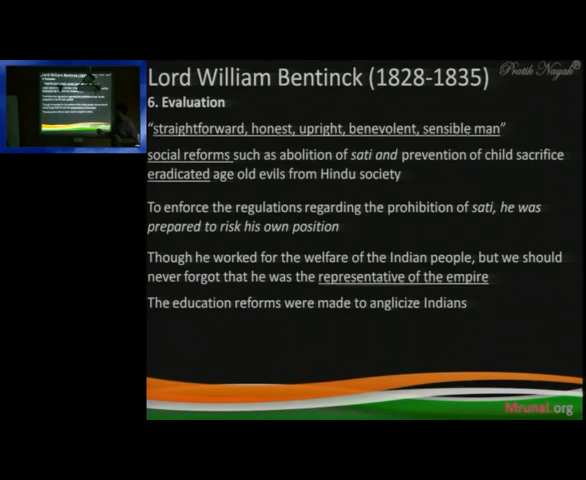 Lord William Bentinck (1828-1835)
Pratik Nayak
6. Evaluation
"straightforward, honest, upright, benevolent, sensible man"
social reforms such as abolition of sati and prevention of child sacrifice
eradicated age old evils from Hindu society
To enforce the regulations regarding the prohibition of sati, he was
prepared to risk his own position
Though he worked for the welfare of the Indian people, but we should
never forgot that he was the representative of the empire
The education reforms were made to anglicize Indians
Mrunal.org